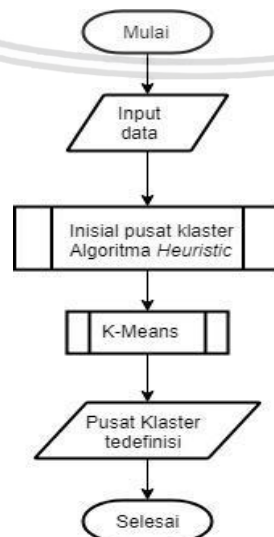 Mulai
Input
data
Inisial pusat klaster
Algoritma Heuristic
K-Means
Pusat Klaster
tedefinisi
Selesai